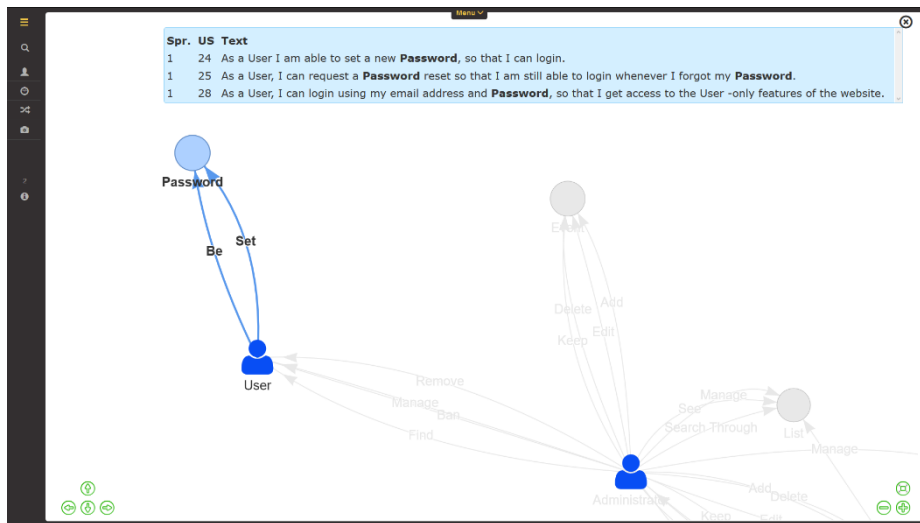 Menu
Spr. US Text
1 24 As a User I am able to set a new Password, so that I can login.
1 25 As a User, I can request a Password reset so that I am still able to login whenever I forgot my Password.
1 28 As a User, I can login using my email address and Password, so that I get access to the User -only features of the website.
Password
Event
Set
Be
Delete
Add
Edit
Keep
User
Remove
Manage
Manage
See
Ban
Search Through
List
Find
Manage
Administrator
Add
Delete
Keep
Edit